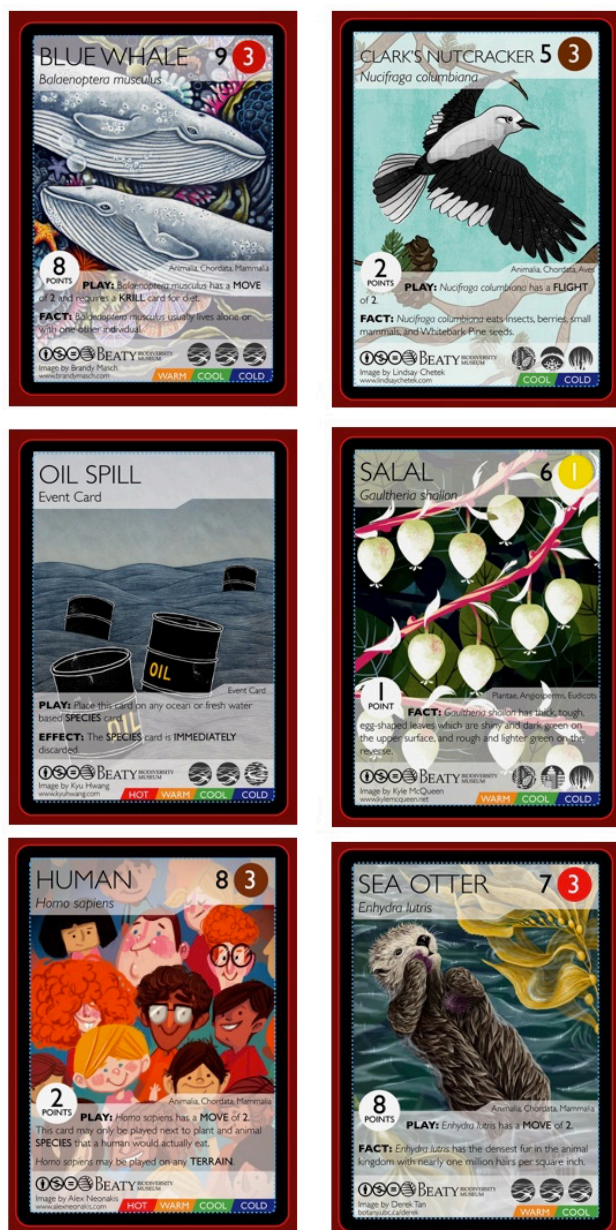 BLUE WHALE 9 3
Balaenoptera musculus
8
POINTS
Animalia, Chordata, Mammalia
PLAY: Balaenoptera musculus has a MOVE
of 2 and requires a KRILL card for diet.
FACT: Balaenoptera musculus usually lives alone or
with one other individual.
BEATY BIODIVERSITY
MUSEUM
Image by Brandy Masch
www.brandymasch.com
WARM COOL COLD
CLARK'S NUTCRACKER 5 3
Nucifraga columbiana
2
POINTS
Animalia, Chordata, Aves
PLAY: Nucifraga columbiana has a FLIGHT
of 2.
FACT: Nucifraga columbiana eats insects, berries, small
mammals, and Whitebark Pine seeds.
BEATY BIODIVERSITY
MUSEUM
Image by Lindsay Chetek
www.lindsaychetek.com
COOL COLD
OIL SPILL
Event Card
OIL
OIL
Event Card
PLAY: Place this card on any ocean or fresh water
based SPECIES card.
EFFECT: The SPECIES card is IMMEDIATELY
discarded.
BEATY BIODIVERSITY
MUSEUM
Image by Kyu Hwang
www.kyuhwang.com
HOT WARM COOL COLD
SALAL 6 1
Gaultheria shallon
1
POINT
Plantae, Angiosperms, Eudicots
FACT: Gaultheria shallon has thick, tough,
egg-shaped leaves which are shiny and dark green on
the upper surface, and rough and lighter green on the
reverse.
BEATY BIODIVERSITY
MUSEUM
Image by Kyle McQueen
www.kylemcqueen.net
WARM COOL COLD
HUMAN 8 3
Homo sapiens
2
POINTS
Animalia, Chordata, Mammalia
PLAY: Homo sapiens has a MOVE of 2.
This card may only be played next to plant and animal
SPECIES that a human would actually eat.
Homo sapiens may be played on any TERRAIN.
BEATY BIODIVERSITY
MUSEUM
Image by Alex Neonakis
www.alexneonakis.com
HOT WARM COOL COLD
SEA OTTER 7 3
Enhydra lutris
8
POINTS
Animalia, Chordata, Mammalia
PLAY: Enhydra lutris has a MOVE of 2.
FACT: Enhydra lutris has the densest fur in the animal
kingdom with nearly one million hairs per square inch.
BEATY BIODIVERSITY
MUSEUM
Image by Derek Tan
botany.ubc.ca/derek
WARM COOL COLD